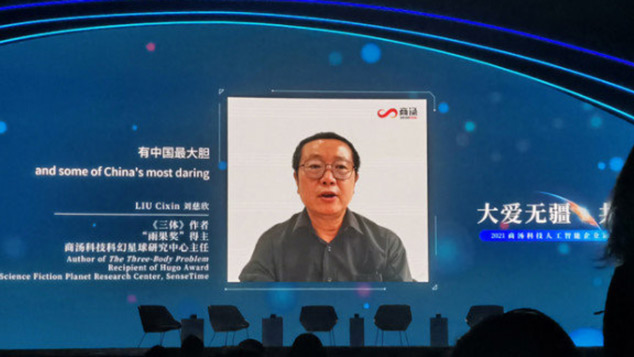 商汤
有中国最大胆
and some of China's most daring
LIU Cixin 刘慈欣
《三体》作者
“雨果奖”得主
商汤科技科幻星球研究中心主任
Author of The Three-Body Problem
Recipient of Hugo Award
Science Fiction Planet Research Center, SenseTime
大爱无疆
2021 商汤科技人工智能企业